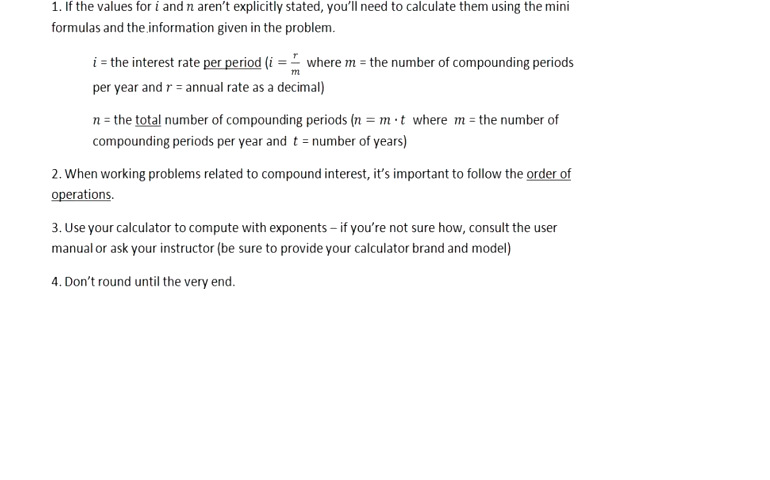 1. If the values for i and n aren't explicitly stated, you'll need to calculate them using the mini
formulas and the information given in the problem.
i = the interest rate per period (i = r/m where m = the number of compounding periods
per year and r = annual rate as a decimal)
n = the total number of compounding periods (n = m · t where m = the number of
compounding periods per year and t = number of years)
2. When working problems related to compound interest, it's important to follow the order of
operations.
3. Use your calculator to compute with exponents – if you're not sure how, consult the user
manual or ask your instructor (be sure to provide your calculator brand and model)
4. Don't round until the very end.